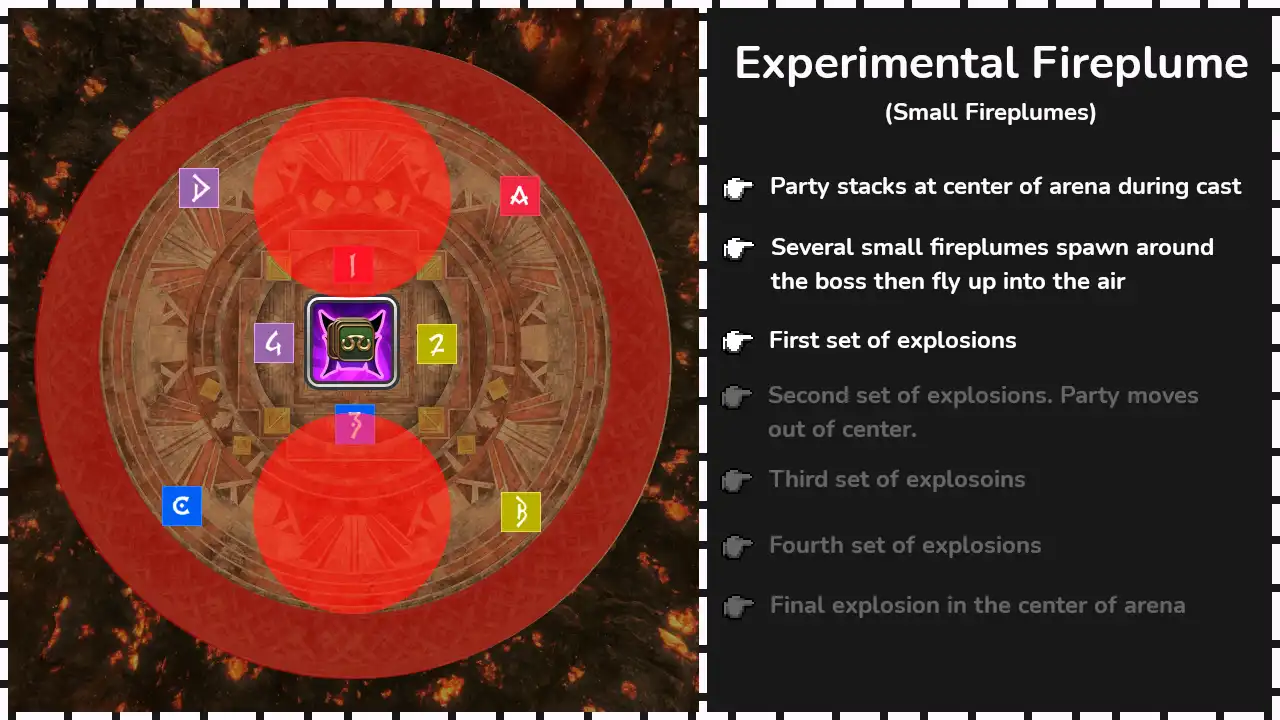 Experimental Fireplume
(Small Fireplumes)
Party stacks at center of arena during cast
Several small fireplumes spawn around
the boss then fly up into the air
First set of explosions
Second set of explosions. Party moves
out of center.
Third set of explosoins
Fourth set of explosions
Final explosion in the center of arena
D
A
1
4
2
3
C
B